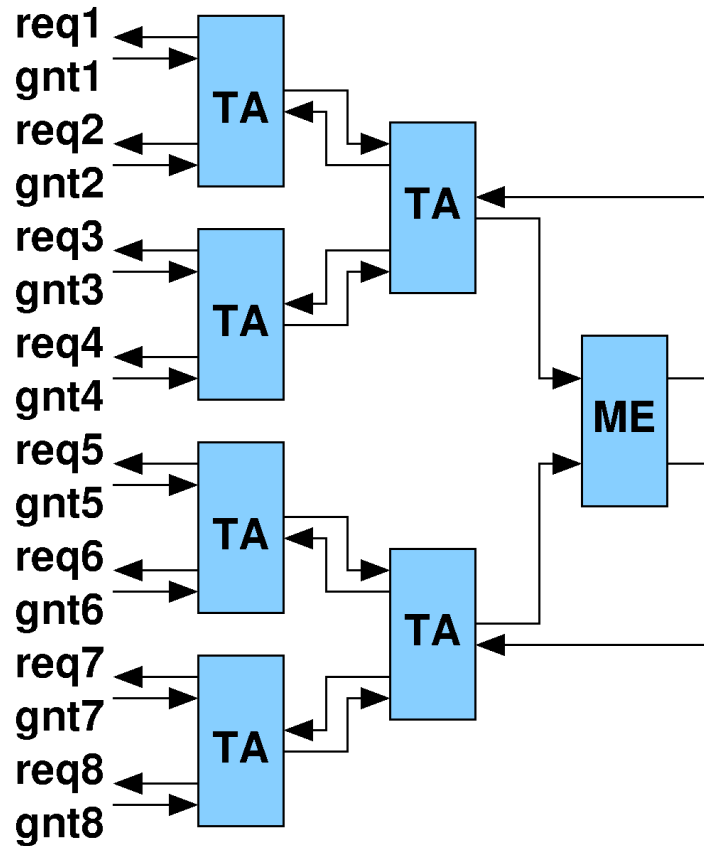 req1
gnt1
req2
gnt2
req3
gnt3
req4
gnt4
req5
gnt5
req6
gnt6
req7
gnt7
req8
gnt8
TA
TA
TA
TA
TA
TA
ME